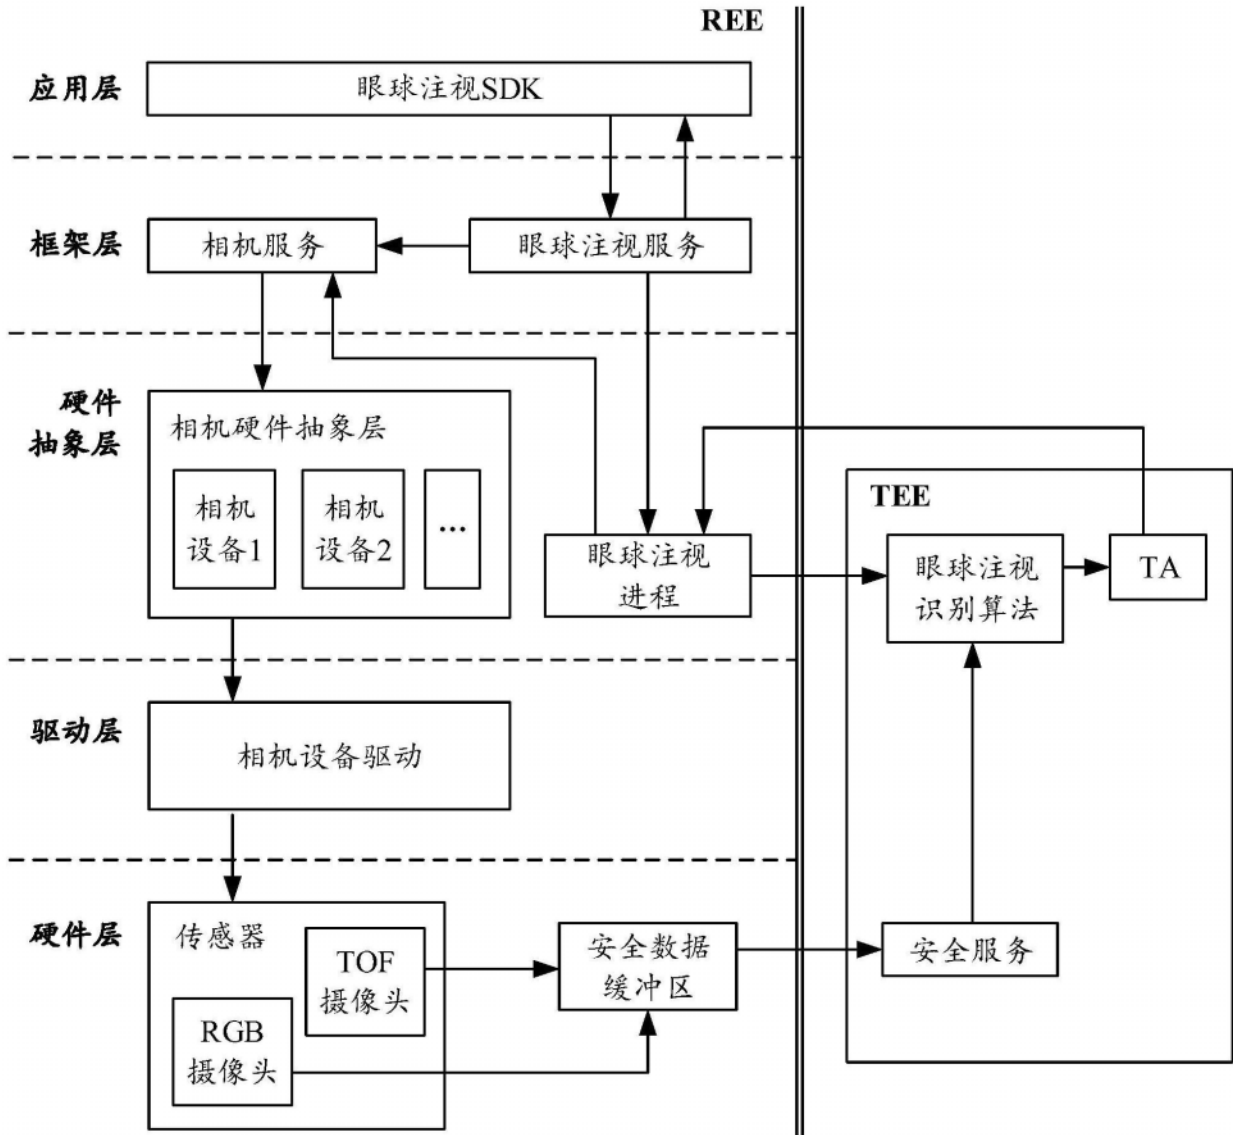 REE
应用层
眼球注视SDK
框架层
相机服务
眼球注视服务
硬件
抽象层
相机硬件抽象层
相机
设备1
相机
设备2
...
眼球注视
进程
TEE
眼球注视
识别算法
TA
驱动层
相机设备驱动
硬件层
传感器
TOF
摄像头
RGB
摄像头
安全数据
缓冲区
安全服务